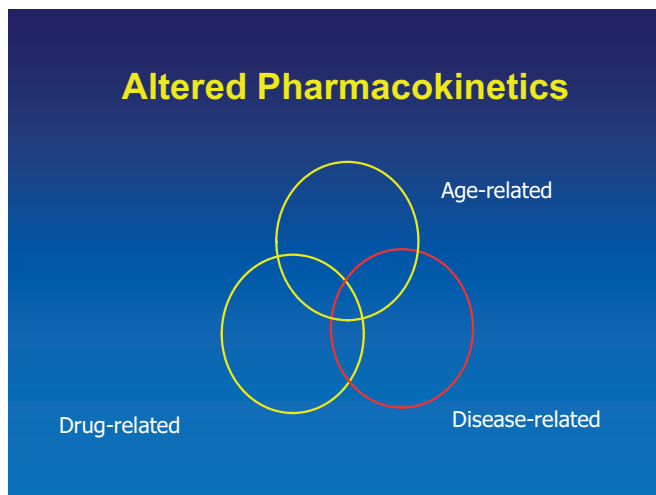 Altered Pharmacokinetics
Age-related
Drug-related
Disease-related